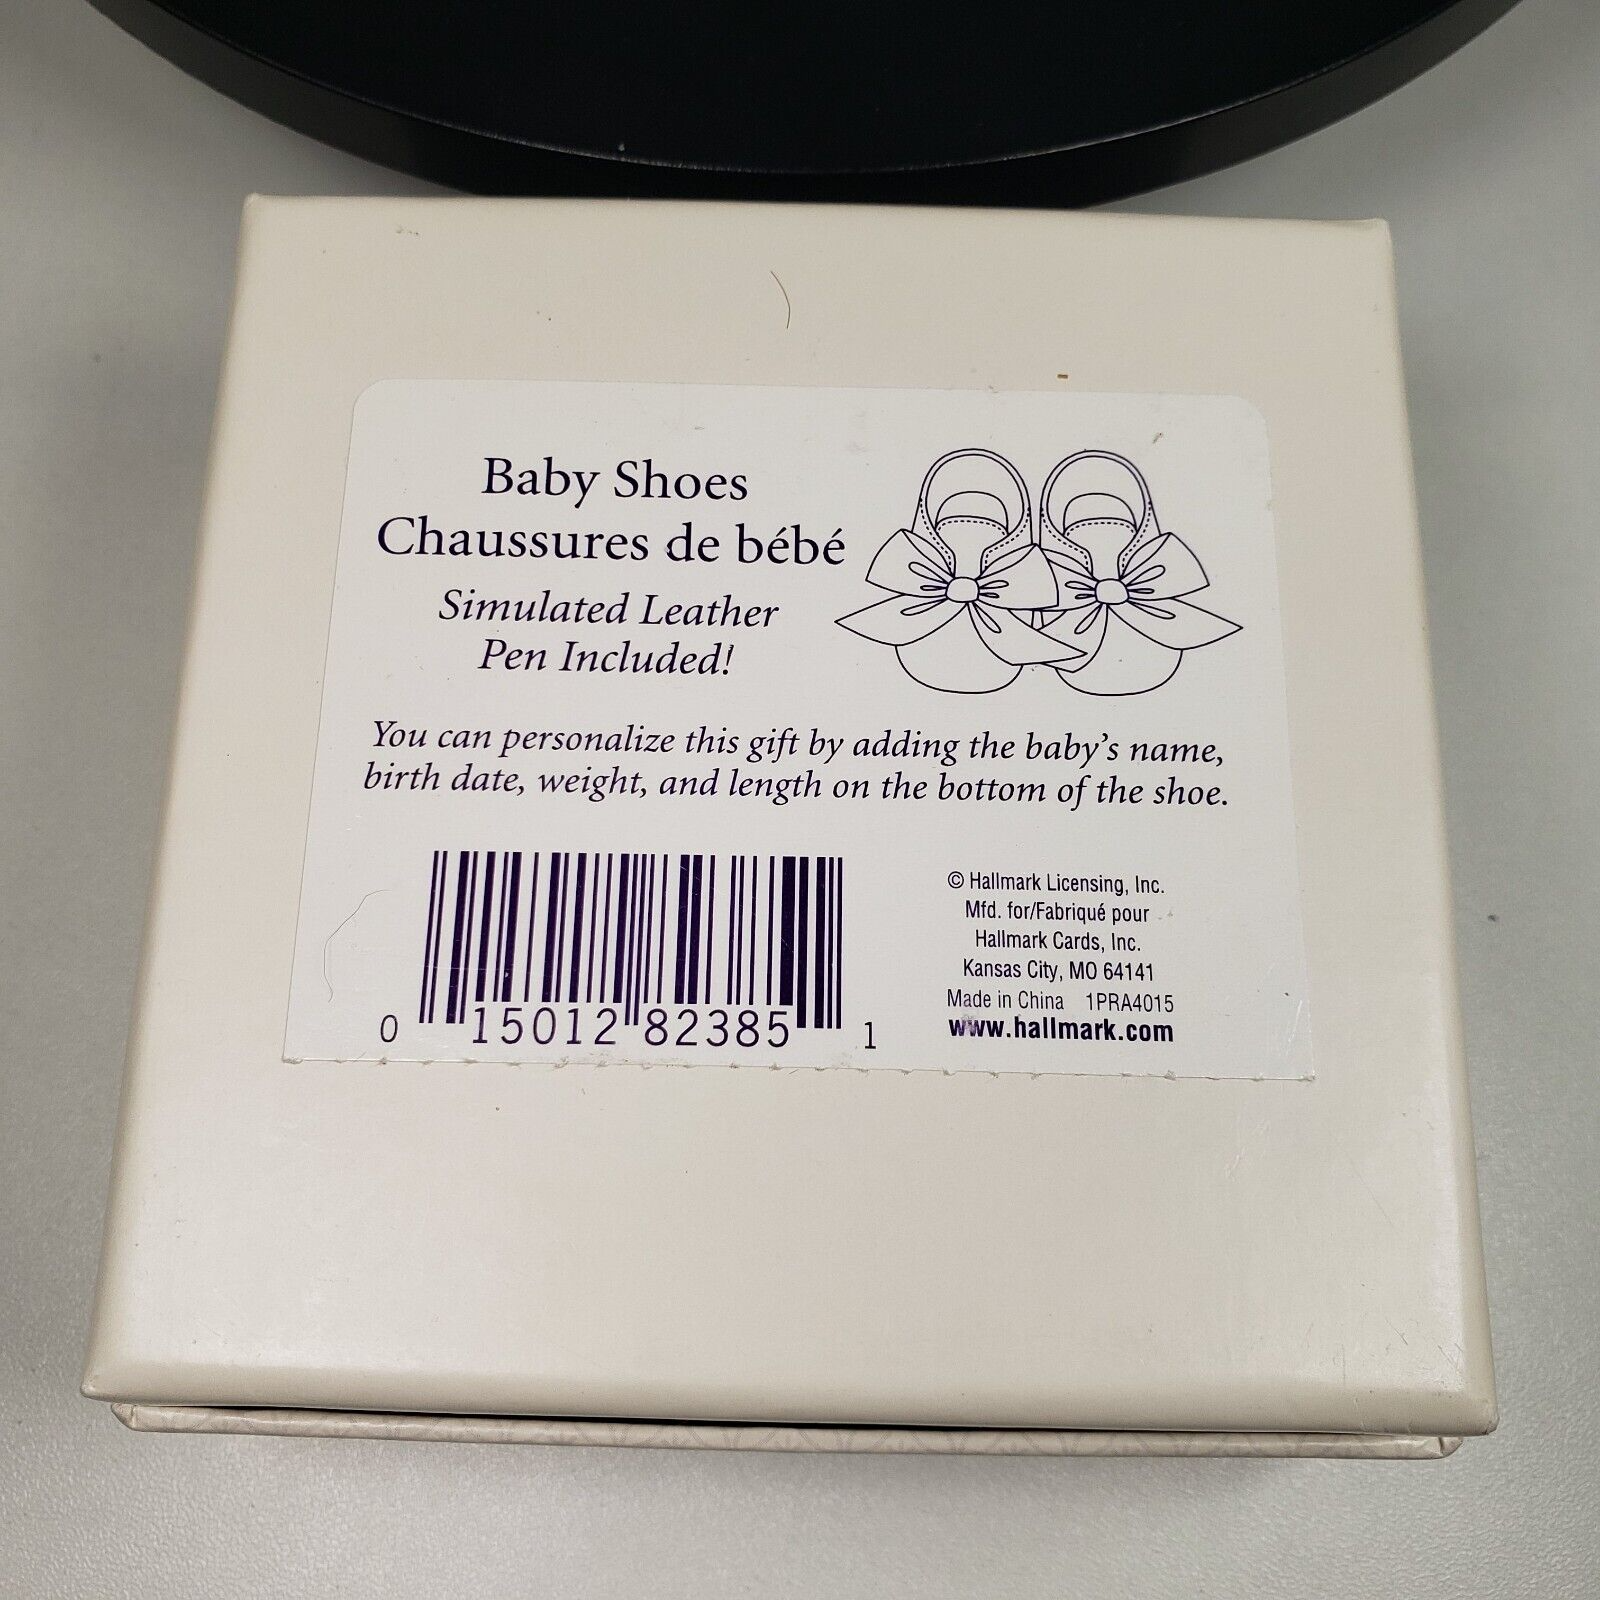 Baby Shoes
Chaussures de bébé
Simulated Leather
Pen Included!
You can personalize this gift by adding the baby's name,
birth date, weight, and length on the bottom of the shoe.
0 15012 82385 1
© Hallmark Licensing, Inc.
Mfd. for/Fabriqué pour
Hallmark Cards, Inc.
Kansas City, MO 64141
Made in China 1PRA4015
www.hallmark.com